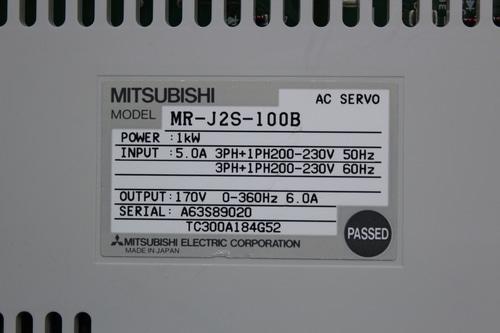 MITSUBISHI AC SERVO
MODEL MR-J2S-100B
POWER :1kW
INPUT :5.0A 3PH+1PH200-230V 50Hz
3PH+1PH200-230V 60Hz
OUTPUT:170V 0-360Hz 6.0A
SERIAL: A63S89020
TC300A184G52
MITSUBISHI ELECTRIC CORPORATION
MADE IN JAPAN
PASSED